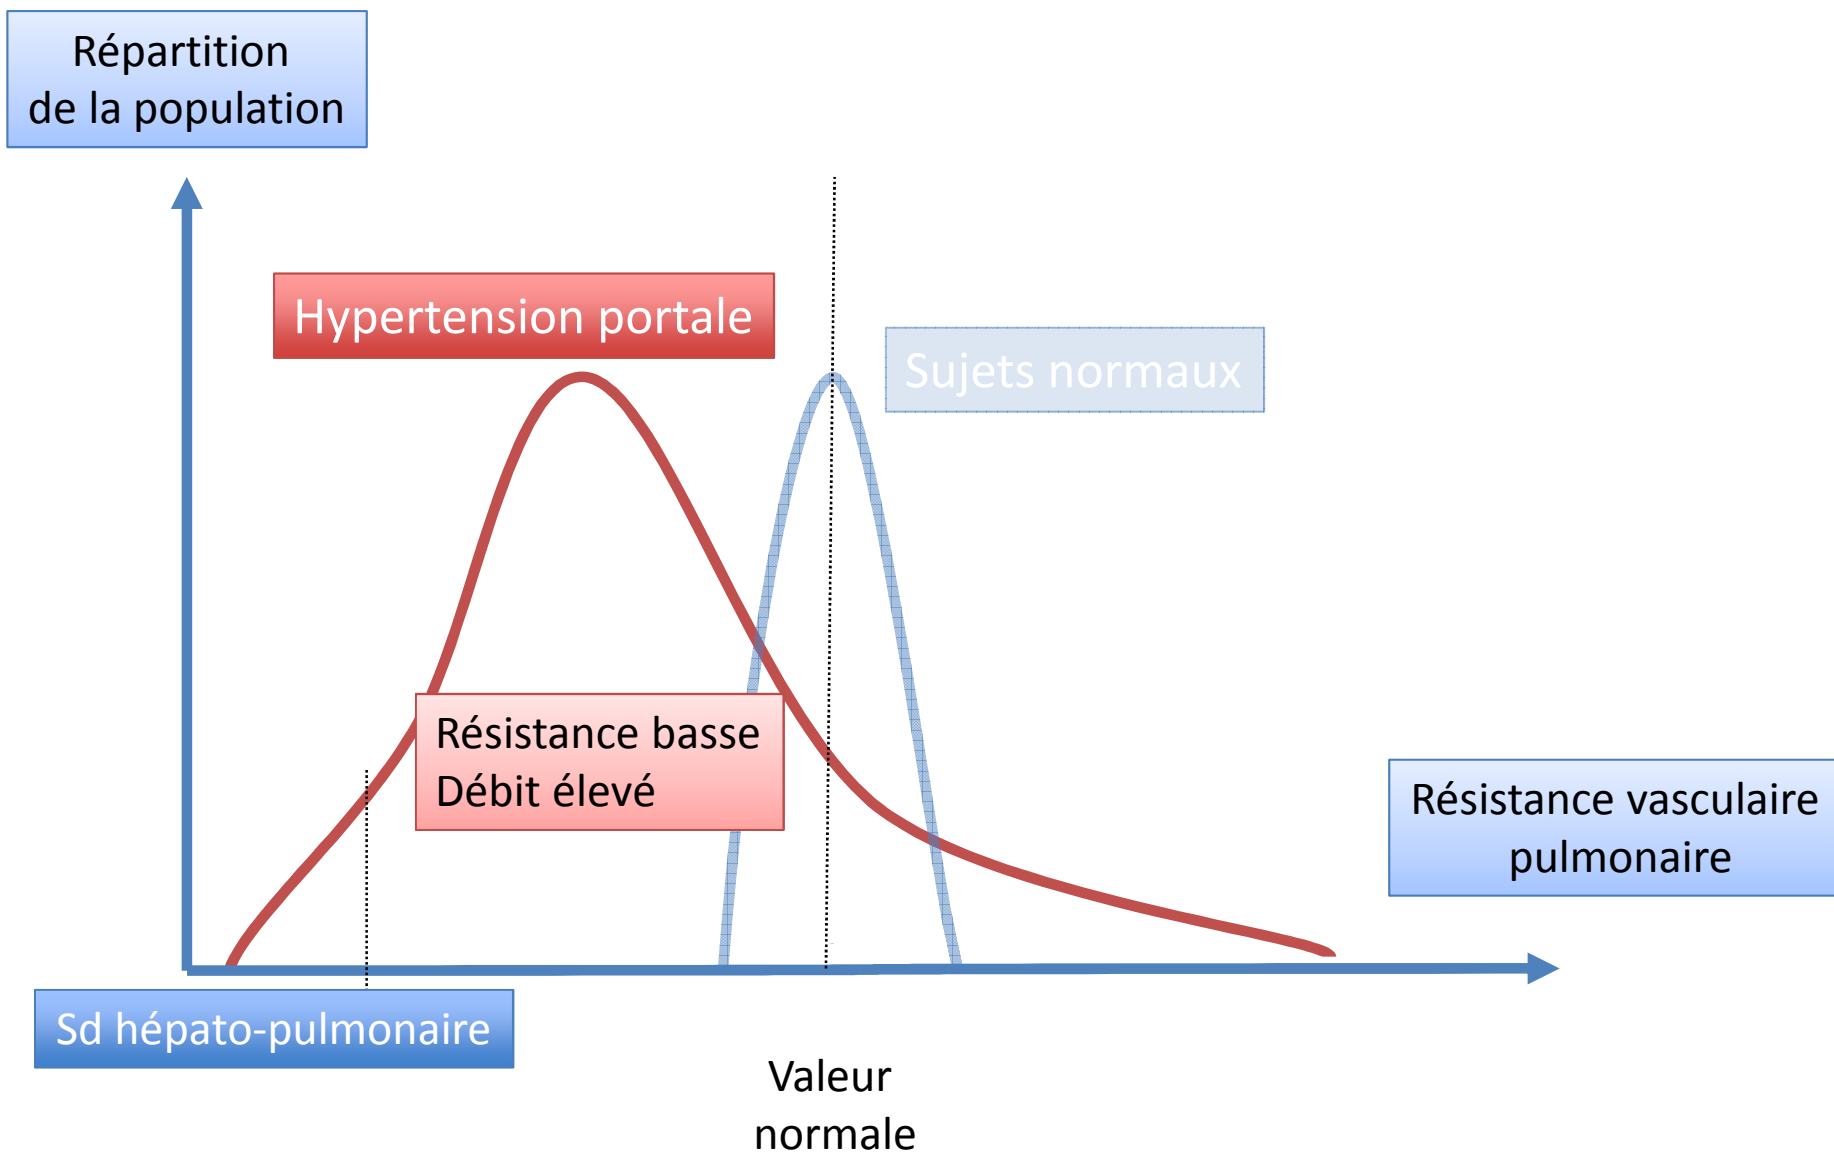 Répartition
de la population
Hypertension portale
Sujets normaux
Résistance basse
Débit élevé
Résistance vasculaire
pulmonaire
Sd hépato-pulmonaire
Valeur
normale